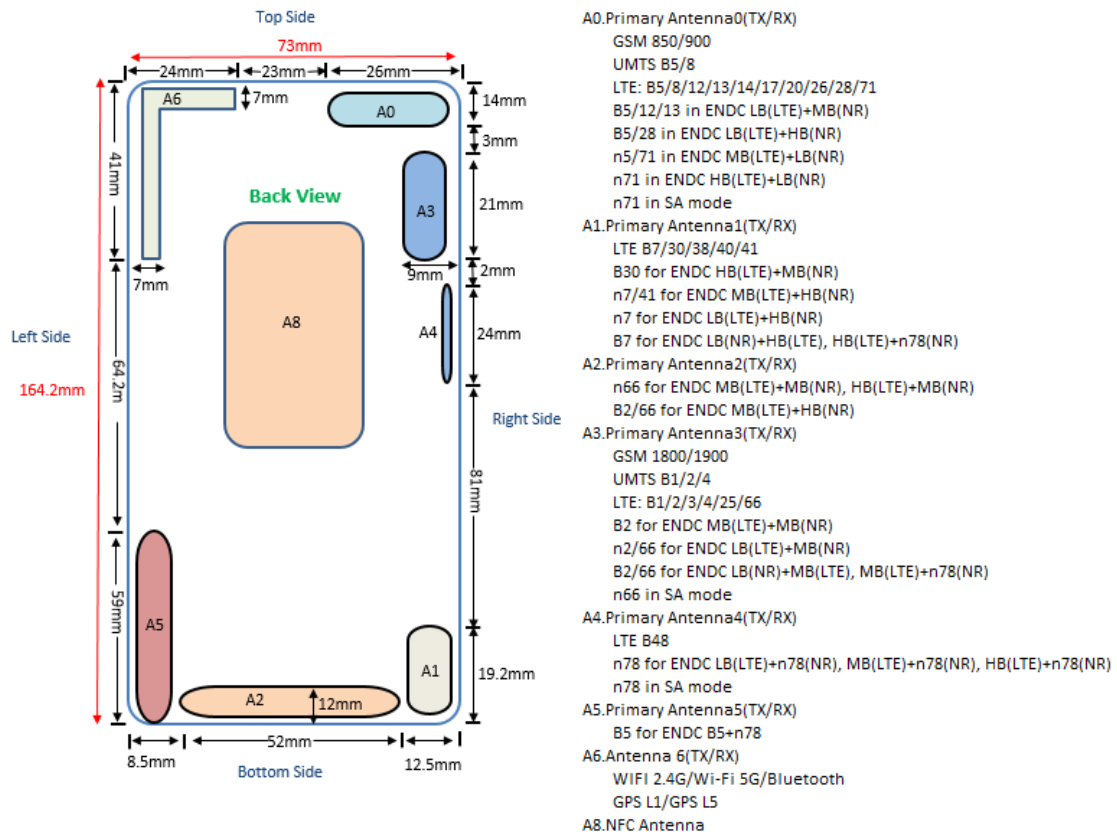 Top Side
73mm
24mm
23mm
26mm
A6
7mm
A0
14mm
3mm
41mm
Back View
A3
21mm
7mm
9mm
2mm
A8
A4
24mm
Left Side
164.2mm
64.2m
Right Side
81mm
59mm
A5
A1
19.2mm
A2
12mm
52mm
8.5mm
12.5mm
Bottom Side
A0.Primary Antenna0(TX/RX)
GSM 850/900
UMTS B5/8
LTE: B5/8/12/13/14/17/20/26/28/71
B5/12/13 in ENDC LB(LTE)+MB(NR)
B5/28 in ENDC LB(LTE)+HB(NR)
n5/71 in ENDC MB(LTE)+LB(NR)
n71 in ENDC HB(LTE)+LB(NR)
n71 in SA mode
A1.Primary Antenna1(TX/RX)
LTE B7/30/38/40/41
B30 for ENDC HB(LTE)+MB(NR)
n7/41 for ENDC MB(LTE)+HB(NR)
n7 for ENDC LB(LTE)+HB(NR)
B7 for ENDC LB(NR)+HB(LTE), HB(LTE)+n78(NR)
A2.Primary Antenna2(TX/RX)
n66 for ENDC MB(LTE)+MB(NR), HB(LTE)+MB(NR)
B2/66 for ENDC MB(LTE)+HB(NR)
A3.Primary Antenna3(TX/RX)
GSM 1800/1900
UMTS B1/2/4
LTE: B1/2/3/4/25/66
B2 for ENDC MB(LTE)+MB(NR)
n2/66 for ENDC LB(LTE)+MB(NR)
B2/66 for ENDC LB(NR)+MB(LTE), MB(LTE)+n78(NR)
n66 in SA mode
A4.Primary Antenna4(TX/RX)
LTE B48
n78 for ENDC LB(LTE)+n78(NR), MB(LTE)+n78(NR), HB(LTE)+n78(NR)
n78 in SA mode
A5.Primary Antenna5(TX/RX)
B5 for ENDC B5+n78
A6.Antenna 6(TX/RX)
WIFI 2.4G/Wi-Fi 5G/Bluetooth
GPS L1/GPS L5
A8.NFC Antenna